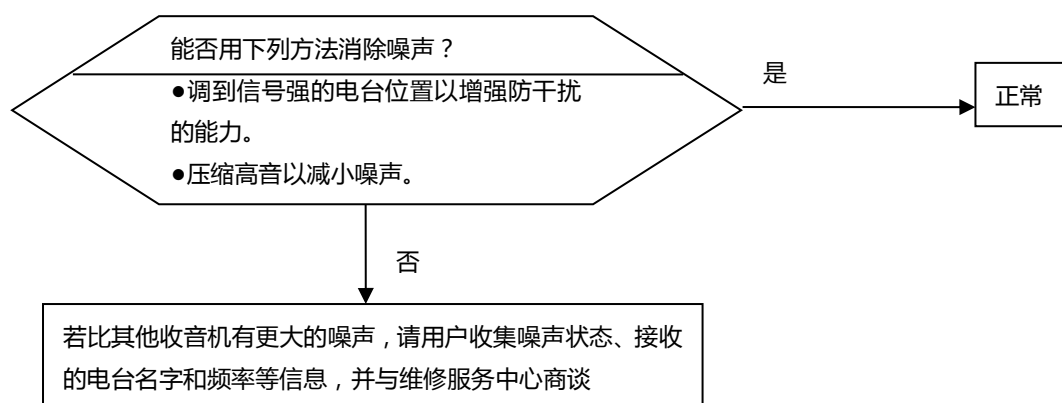 能否用下列方法消除噪声？
●调到信号强的电台位置以增强防干扰
的能力。
●压缩高音以减小噪声。
是
正常
否
若比其他收音机有更大的噪声，请用户收集噪声状态、接收
的电台名字和频率等信息，并与维修服务中心商谈